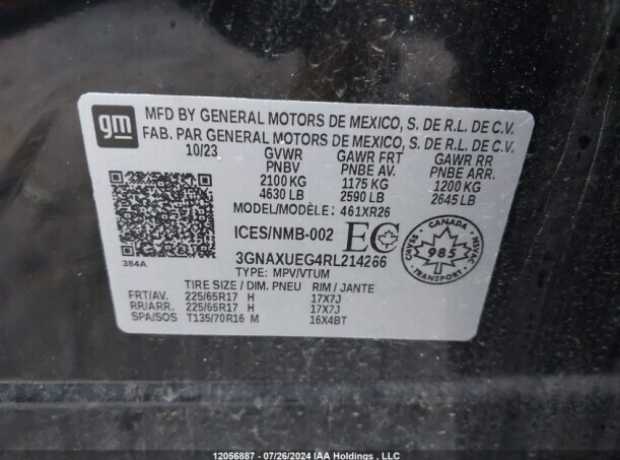 gm
MFD BY GENERAL MOTORS DE MEXICO, S. DE R.L. DE C.V.
FAB. PAR GENERAL MOTORS DE MEXICO, S. DE R.L. DE C.V.
10/23 GVWR GAWR FRT GAWR RR
PNBV PNBE AV. PNBE ARR.
2100 KG 1175 KG 1200 KG
4630 LB 2590 LB 2645 LB
MODEL/MODÈLE: 461XR26
ICES/NMB-002 EC
3GNAXUEG4RL214266
TYPE: MPV/VTUM
384A
CANADA
985
TRANSPORT
CMVSS
NSVAC
TIRE SIZE / DIM. PNEU RIM / JANTE
FRT/AV. 225/65R17 H 17X7J
RR/ARR. 225/65R17 H 17X7J
SPA/SOS T135/70R16 M 16X4BT
12056887 - 07/26/2024 IAA Holdings , LLC